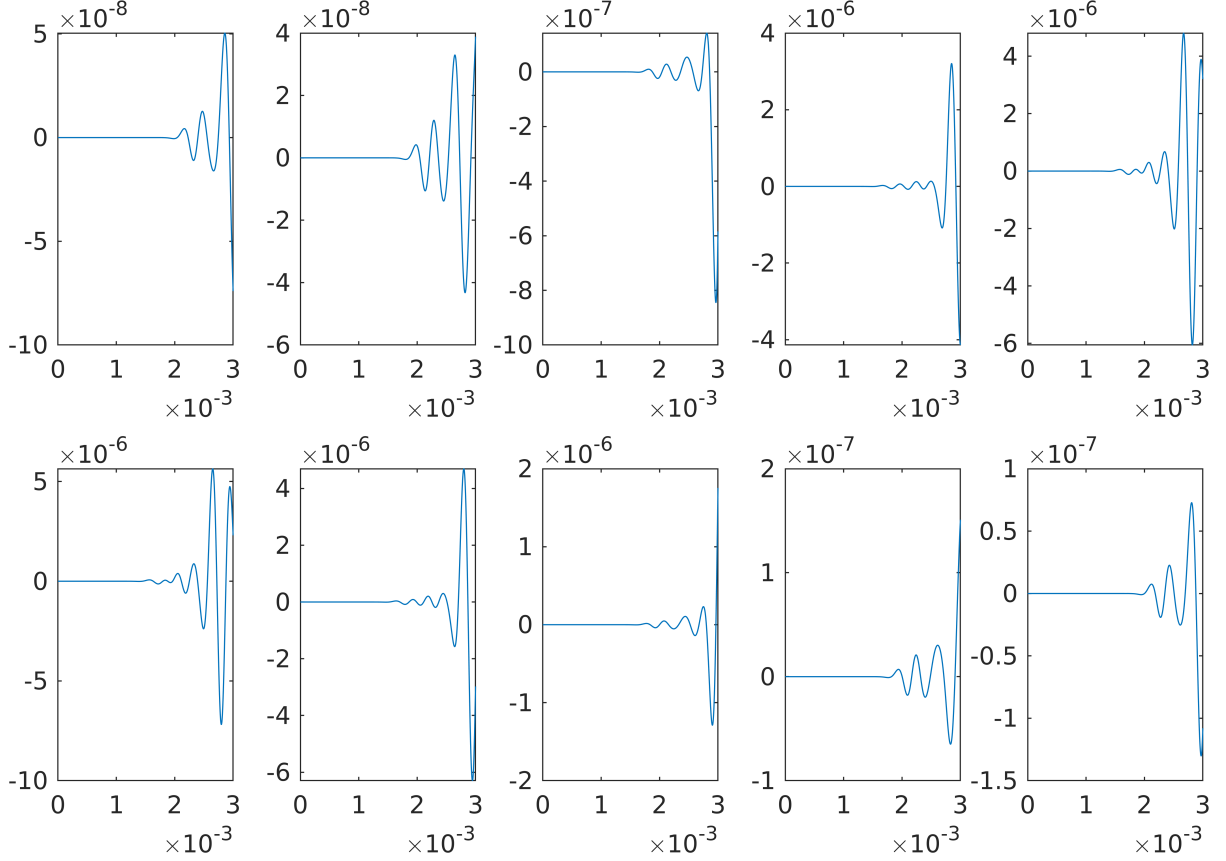 ×10-8 ×10-8 ×10-7 ×10-6 ×10-6
5 4 0 4 4
0 2 -2 2 2
-5 0 -4 0 0
-10 -2 -6 -2 -2
-4 -8 -4 -4
-6 -10 -6
0 1 2 3 0 1 2 3 0 1 2 3 0 1 2 3 0 1 2 3
×10-3 ×10-3 ×10-3 ×10-3 ×10-3
×10-6 ×10-6 ×10-6 ×10-7 ×10-7
5 4 2 2 1
0 2 1 1 0.5
-5 0 0 0 0
-10 -2 -1 -1 -0.5
-4 -2 -1
-6 -1.5
0 1 2 3 0 1 2 3 0 1 2 3 0 1 2 3 0 1 2 3
×10-3 ×10-3 ×10-3 ×10-3 ×10-3